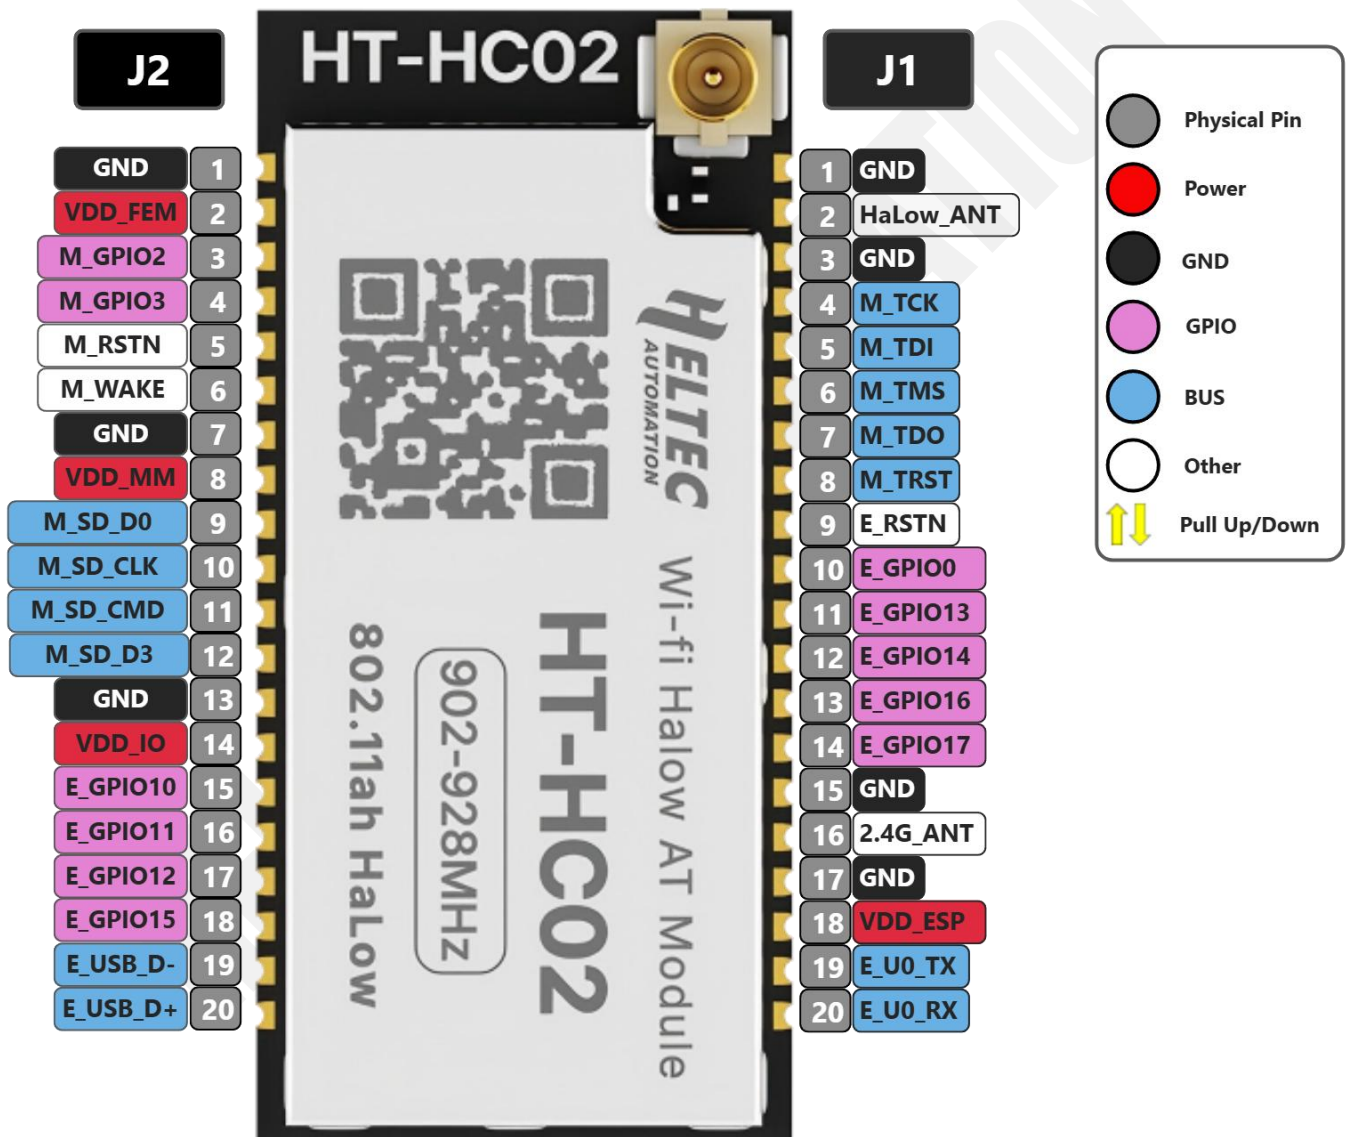 HT-HC02
J2
J1
GND 1
VDD_FEM 2
M_GPIO2 3
M_GPIO3 4
M_RSTN 5
M_WAKE 6
GND 7
VDD_MM 8
M_SD_D0 9
M_SD_CLK 10
M_SD_CMD 11
M_SD_D3 12
GND 13
VDD_IO 14
E_GPIO10 15
E_GPIO11 16
E_GPIO12 17
E_GPIO15 18
E_USB_D- 19
E_USB_D+ 20
HELTEC
AUTOMATION
Wi-fi Halow AT Module
HT-HC02
902-928MHz
802.11ah HaLow
1 GND
2 HaLow_ANT
3 GND
4 M_TCK
5 M_TDI
6 M_TMS
7 M_TDO
8 M_TRST
9 E_RSTN
10 E_GPIO0
11 E_GPIO13
12 E_GPIO14
13 E_GPIO16
14 E_GPIO17
15 GND
16 2.4G_ANT
17 GND
18 VDD_ESP
19 E_U0_TX
20 E_U0_RX
Physical Pin
Power
GND
GPIO
BUS
Other
Pull Up/Down